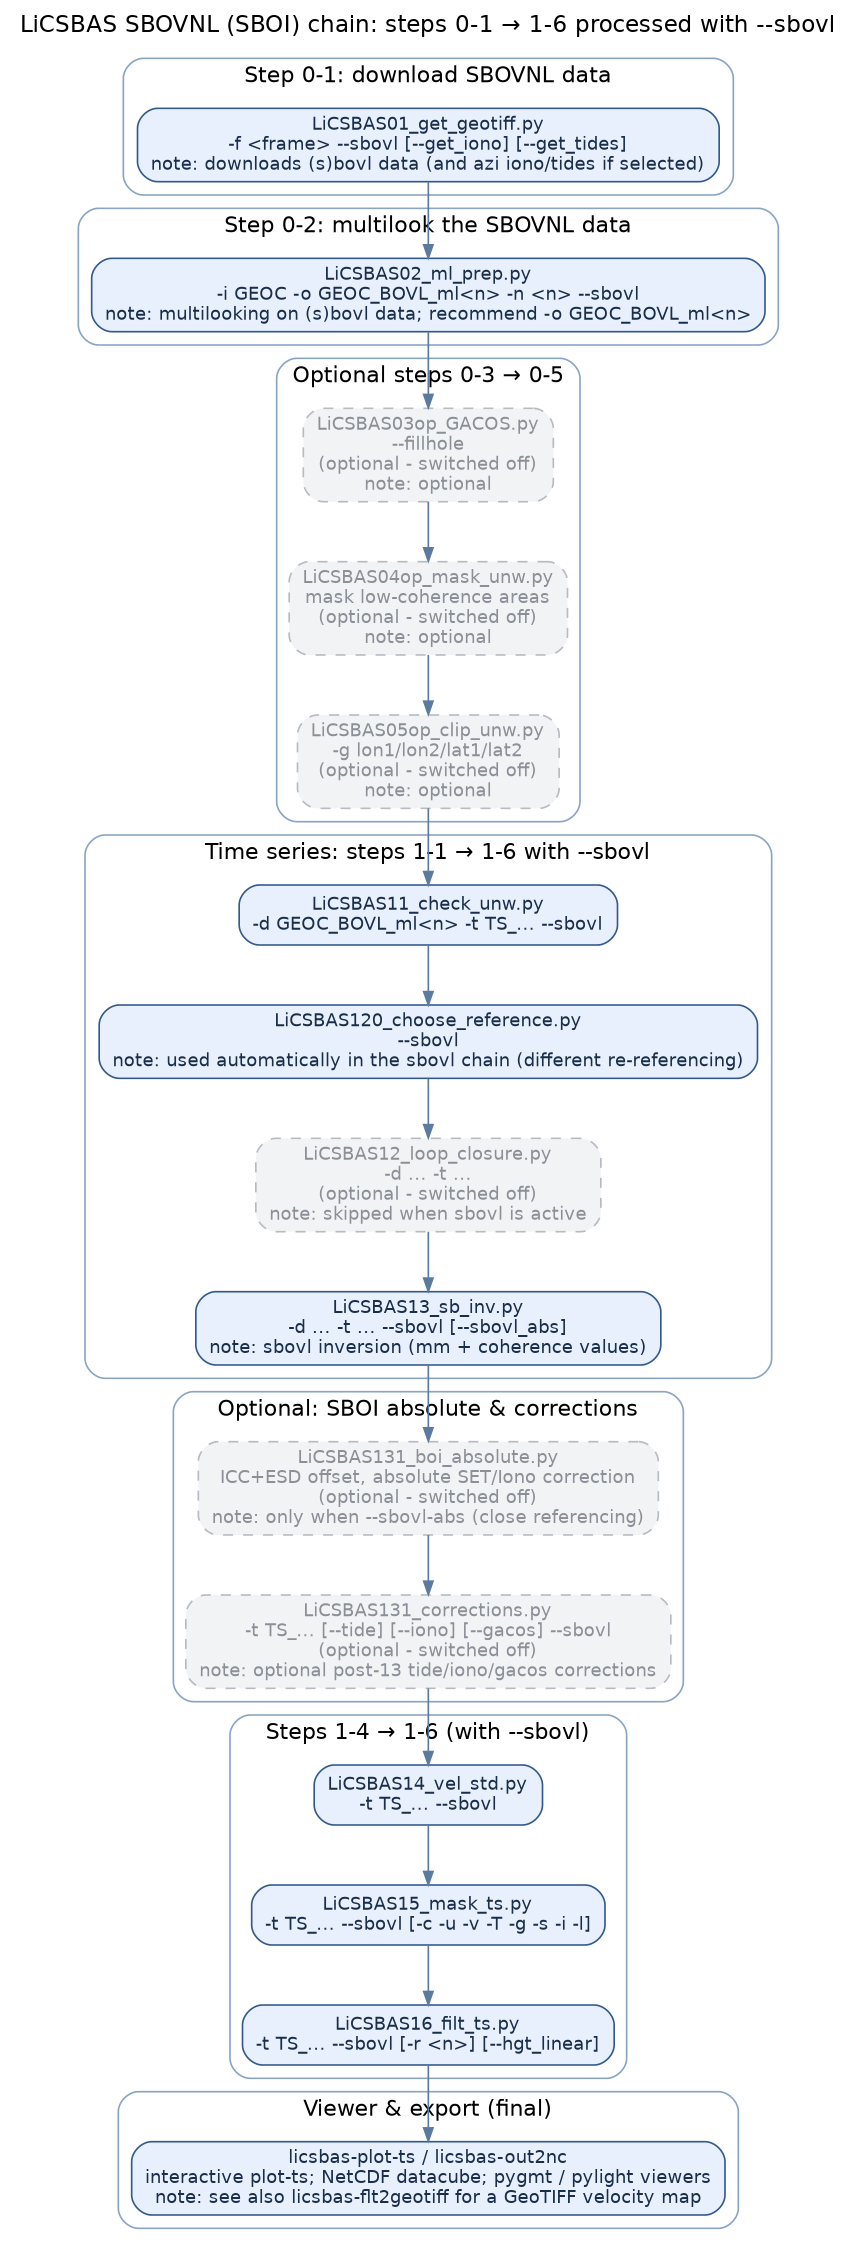 LiCSBAS SBOVNL (SBOI) chain: steps 0-1 → 1-6 processed with --sbovl
Step 0-1: download SBOVNL data
LiCSBAS01_get_geotiff.py
-f <frame> --sbovl [--get_iono] [--get_tides]
note: downloads (s)bovl data (and azi iono/tides if selected)
Step 0-2: multilook the SBOVNL data
LiCSBAS02_ml_prep.py
-i GEOC -o GEOC_BOVL_ml<n> -n <n> --sbovl
note: multilooking on (s)bovl data; recommend -o GEOC_BOVL_ml<n>
Optional steps 0-3 → 0-5
LiCSBAS03op_GACOS.py
--fillhole
(optional - switched off)
note: optional
LiCSBAS04op_mask_unw.py
mask low-coherence areas
(optional - switched off)
note: optional
LiCSBAS05op_clip_unw.py
-g lon1/lon2/lat1/lat2
(optional - switched off)
note: optional
Time series: steps 1-1 → 1-6 with --sbovl
LiCSBAS11_check_unw.py
-d GEOC_BOVL_ml<n> -t TS_… --sbovl
LiCSBAS120_choose_reference.py
--sbovl
note: used automatically in the sbovl chain (different re-referencing)
LiCSBAS12_loop_closure.py
-d … -t …
(optional - switched off)
note: skipped when sbovl is active
LiCSBAS13_sb_inv.py
-d … -t … --sbovl [--sbovl_abs]
note: sbovl inversion (mm + coherence values)
Optional: SBOI absolute & corrections
LiCSBAS131_boi_absolute.py
ICC+ESD offset, absolute SET/Iono correction
(optional - switched off)
note: only when --sbovl-abs (close referencing)
LiCSBAS131_corrections.py
-t TS_… [--tide] [--iono] [--gacos] --sbovl
(optional - switched off)
note: optional post-13 tide/iono/gacos corrections
Steps 1-4 → 1-6 (with --sbovl)
LiCSBAS14_vel_std.py
-t TS_… --sbovl
LiCSBAS15_mask_ts.py
-t TS_… --sbovl [-c -u -v -T -g -s -i -l]
LiCSBAS16_filt_ts.py
-t TS_… --sbovl [-r <n>] [--hgt_linear]
Viewer & export (final)
licsbas-plot-ts / licsbas-out2nc
interactive plot-ts; NetCDF datacube; pygmt / pylight viewers
note: see also licsbas-flt2geotiff for a GeoTIFF velocity map